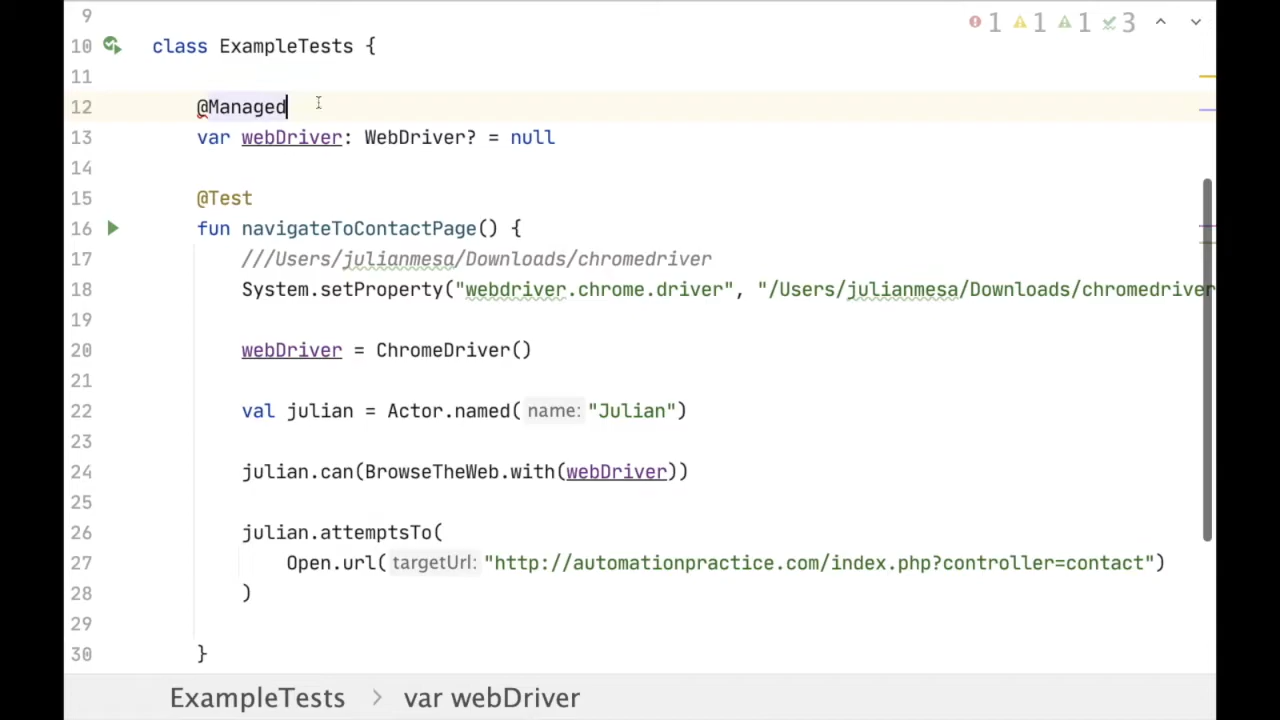 9
1 1 1 3
10 class ExampleTests {
11
12 @Managed
13 var webDriver: WebDriver? = null
14
15 @Test
16 fun navigateToContactPage() {
17 ///Users/julianmesa/Downloads/chromedriver
18 System.setProperty("webdriver.chrome.driver", "/Users/julianmesa/Downloads/chromedriver
19
20 webDriver = ChromeDriver()
21
22 val julian = Actor.named( name: "Julian")
23
24 julian.can(BrowseTheWeb.with(webDriver))
25
26 julian.attemptsTo(
27 Open.url( targetUrl: "http://automationpractice.com/index.php?controller=contact")
28 )
29
30 }
ExampleTests > var webDriver